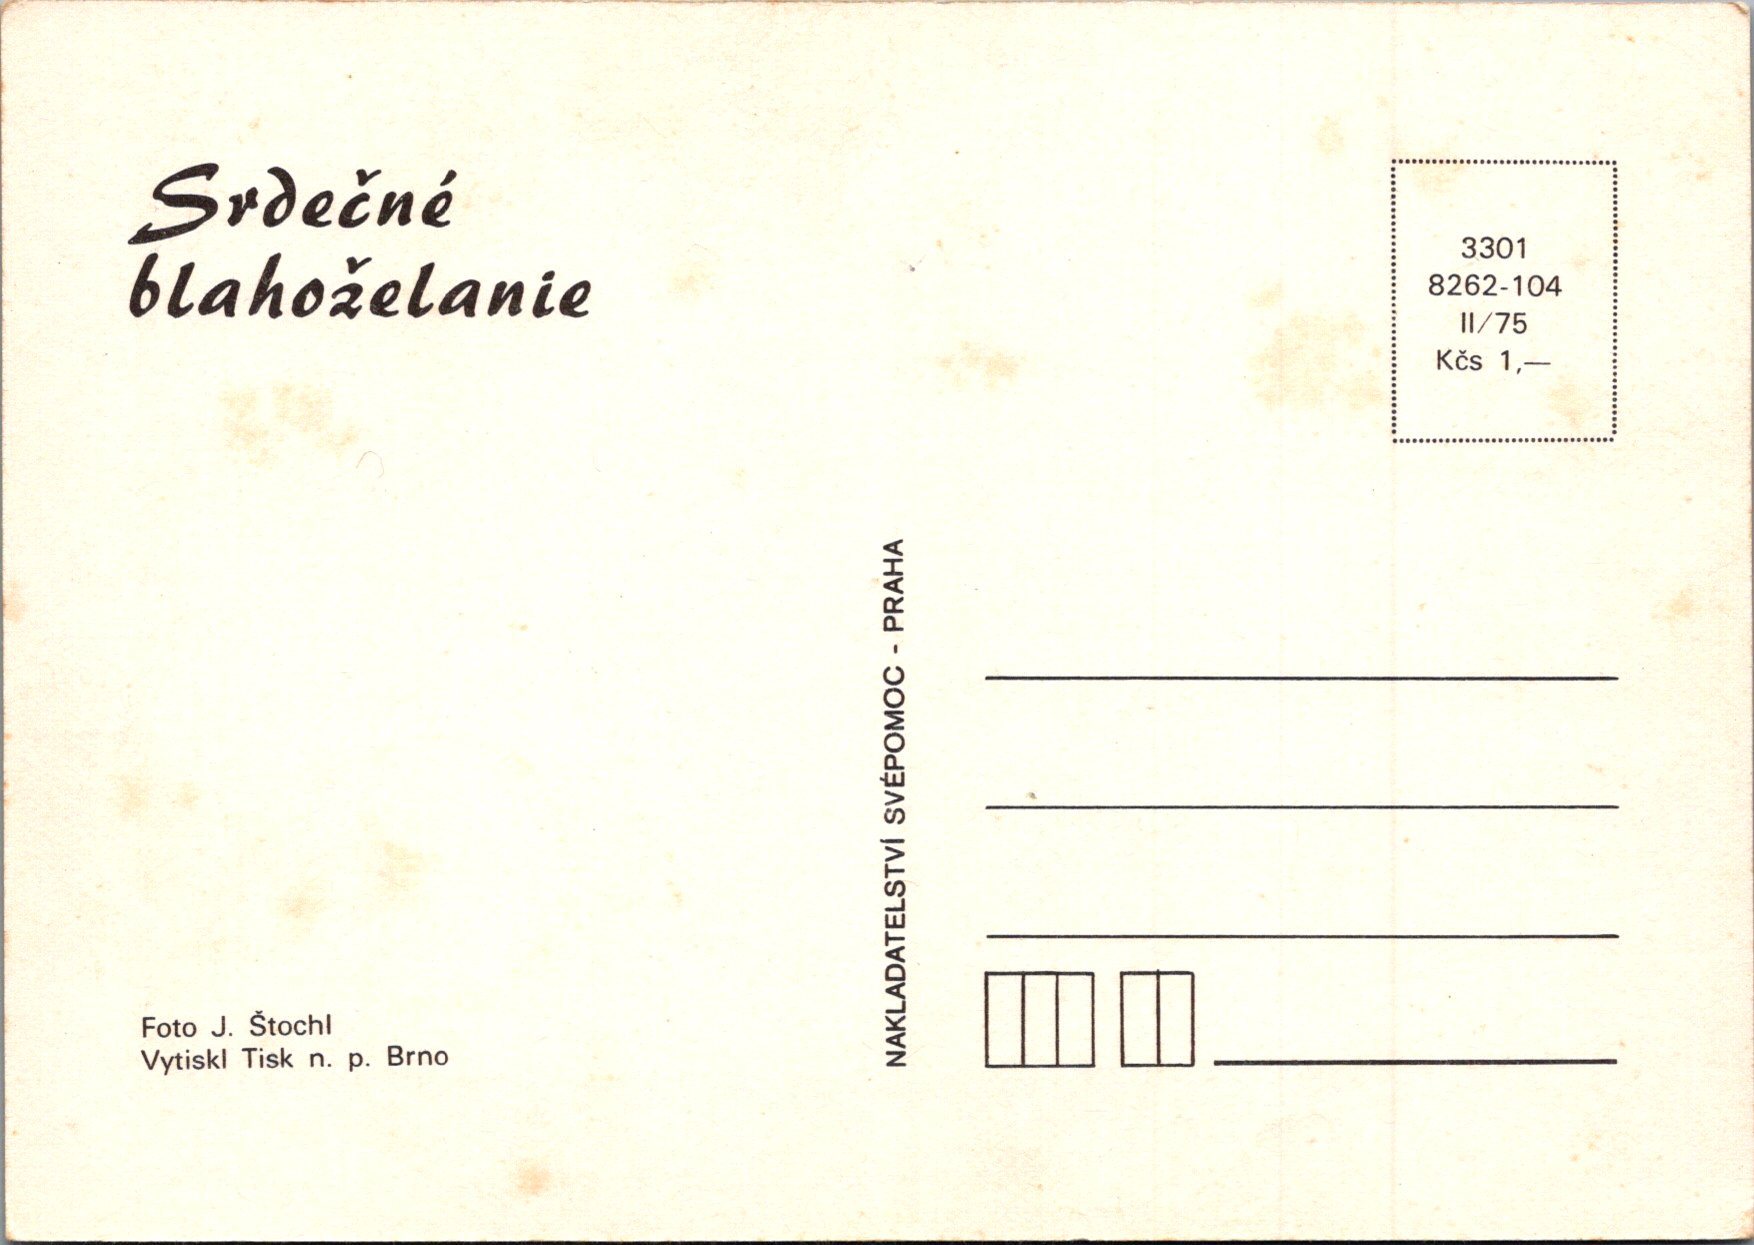 Srdečné
blahoželanie
3301
8262-104
II/75
Kčs 1,—
NAKLADATELSTVÍ SVÉPOMOC - PRAHA
Foto J. Štochl
Vytiskl Tisk n. p. Brno